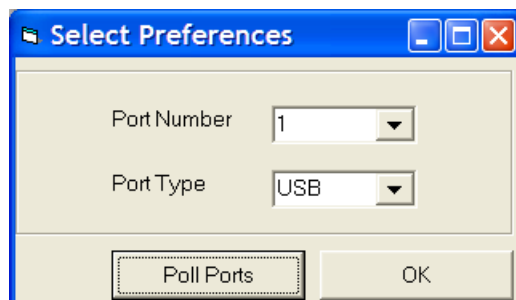 Select Preferences
Port Number 1
Port Type USB
Poll Ports OK